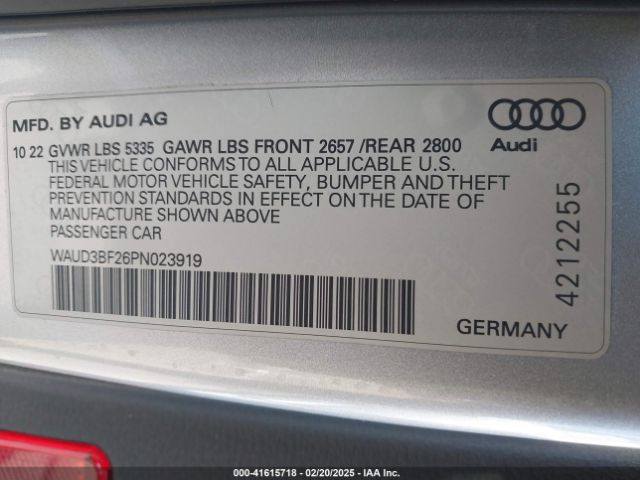 MFD. BY AUDI AG
10 22 GVWR LBS 5335 GAWR LBS FRONT 2657 /REAR 2800
THIS VEHICLE CONFORMS TO ALL APPLICABLE U.S.
FEDERAL MOTOR VEHICLE SAFETY, BUMPER AND THEFT
PREVENTION STANDARDS IN EFFECT ON THE DATE OF
MANUFACTURE SHOWN ABOVE
PASSENGER CAR
WAUD3BF26PN023919
Audi
4212255
GERMANY
000-41615718 - 02/20/2025 - IAAI.COM